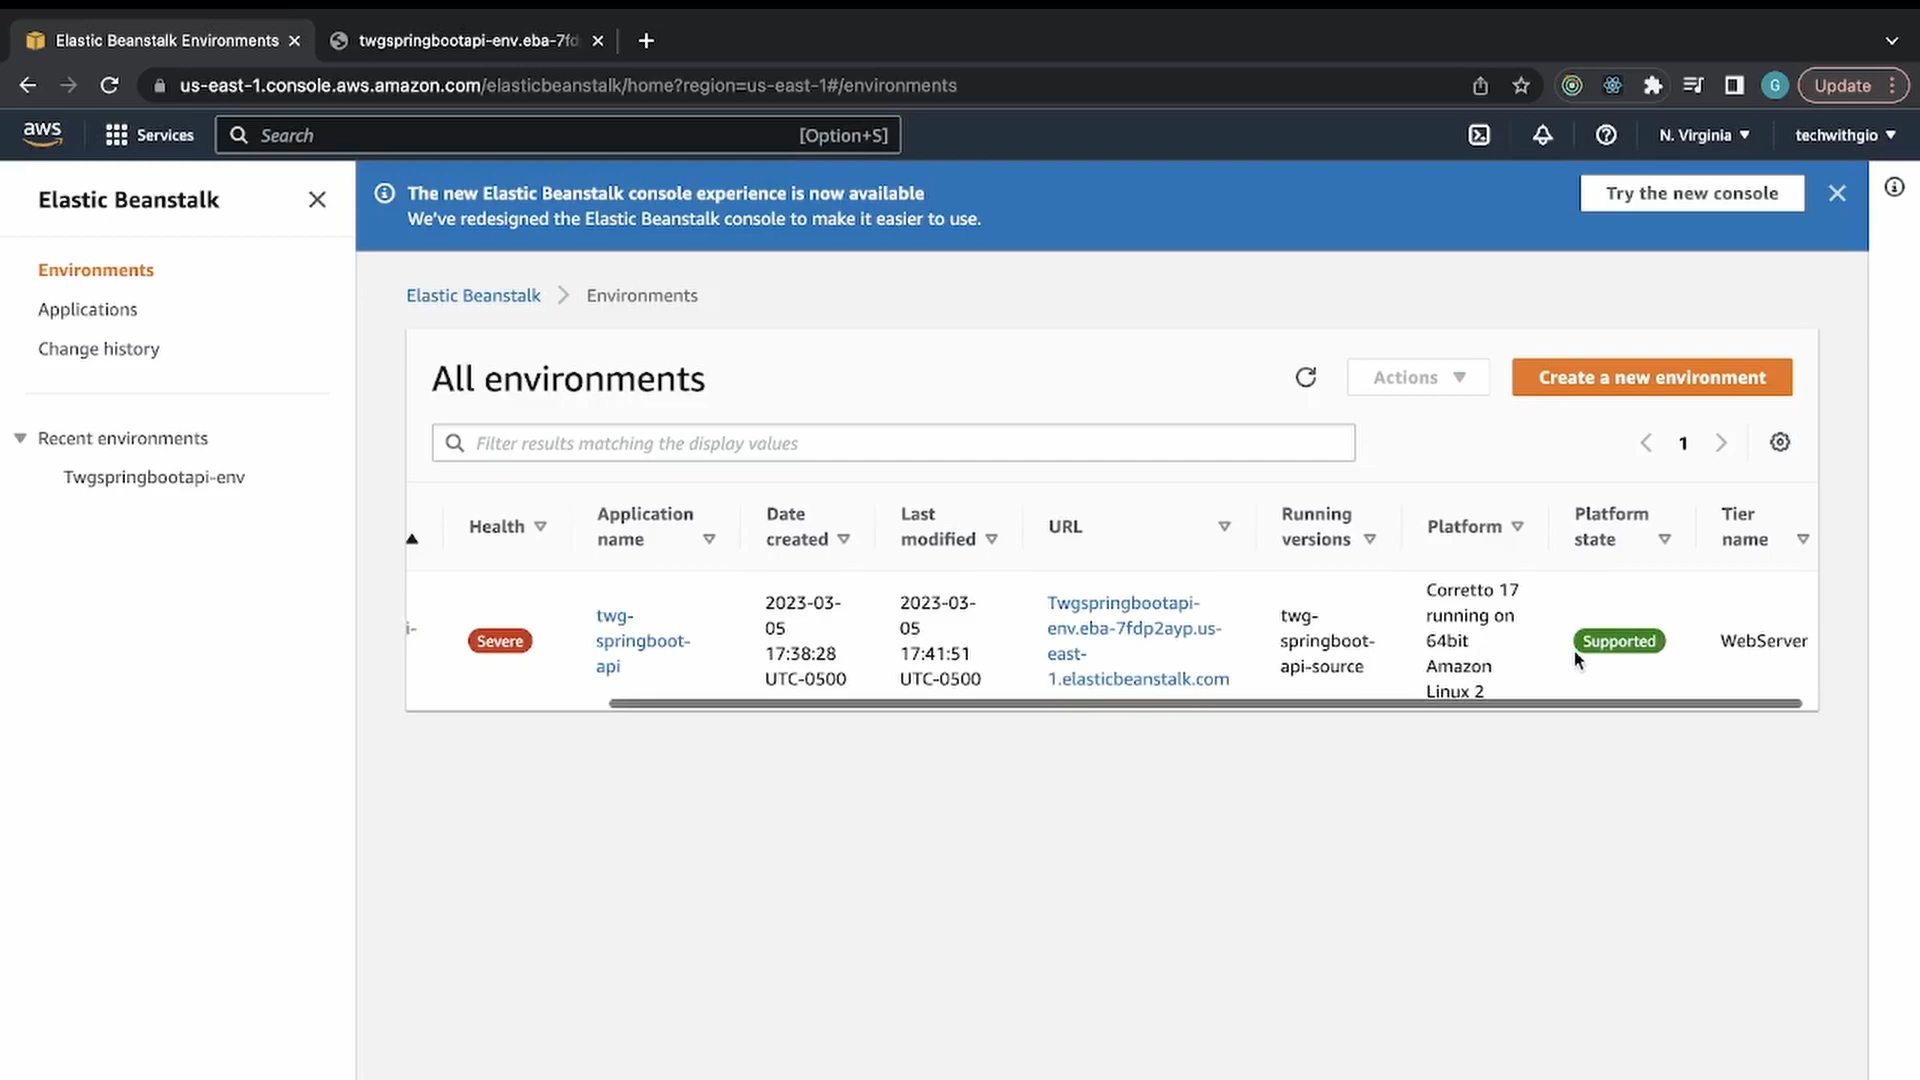 Elastic Beanstalk Environments
twgspringbootapi-env.eba-7fd
us-east-1.console.aws.amazon.com/elasticbeanstalk/home?region=us-east-1#/environments
G
Update
aws
Services
Search
[Option+S]
N. Virginia
techwithgio
Elastic Beanstalk
Environments
Applications
Change history
Recent environments
Twgspringbootapi-env
The new Elastic Beanstalk console experience is now available
We've redesigned the Elastic Beanstalk console to make it easier to use.
Try the new console
Elastic Beanstalk
Environments
All environments
Actions
Create a new environment
Filter results matching the display values
1
Health
Application
name
Date
created
Last
modified
URL
Running
versions
Platform
Platform
state
Tier
name
i-
Severe
twg-
springboot-
api
2023-03-
05
17:38:28
UTC-0500
2023-03-
05
17:41:51
UTC-0500
Twgspringbootapi-
env.eba-7fdp2ayp.us-
east-
1.elasticbeanstalk.com
twg-
springboot-
api-source
Corretto 17
running on
64bit
Amazon
Linux 2
Supported
WebServer